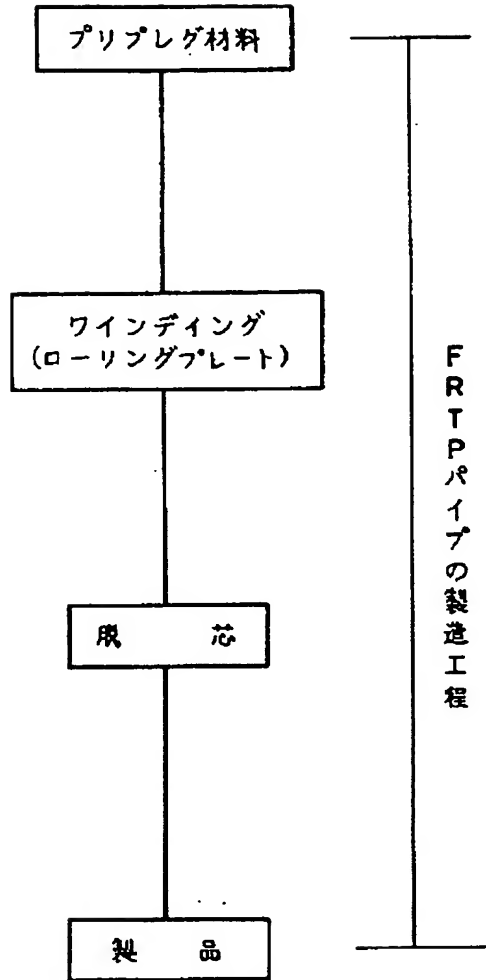 プリプレグ材料
ワインディング
(ローリングプレート)
脱 芯
製 品
FRTPパイプの製造工程